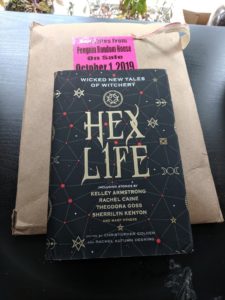 Penguin Random House
On Sale
October 1, 2019
WICKED NEW TALES
OF WITCHERY
HEX
LIFE
INCLUDING STORIES BY
KELLEY ARMSTRONG
RACHEL CAINE
THEODORA GOSS
SHERRILYN KENYON
AND MANY OTHERS
EDITED BY CHRISTOPHER GOLDEN
AND RACHEL AUTUMN DEERING